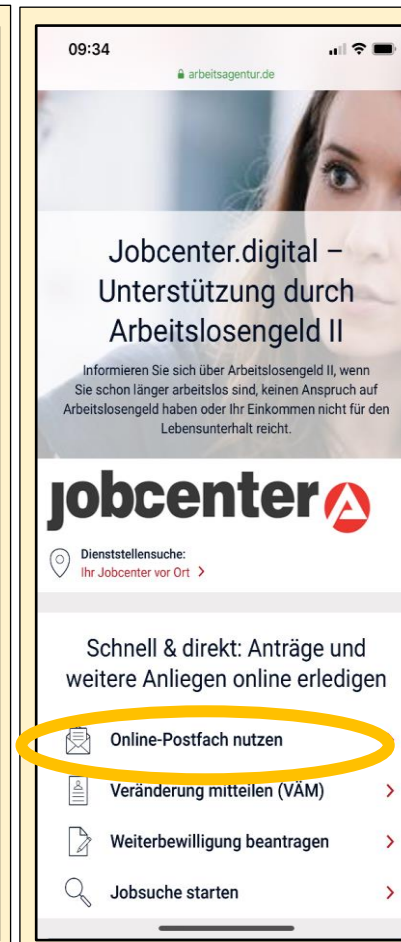 09:34
arbeitsagentur.de
Jobcenter.digital –
Unterstützung durch
Arbeitslosengeld II
Informieren Sie sich über Arbeitslosengeld II, wenn
Sie schon länger arbeitslos sind, keinen Anspruch auf
Arbeitslosengeld haben oder Ihr Einkommen nicht für den
Lebensunterhalt reicht.
jobcenter
Dienststellensuche:
Ihr Jobcenter vor Ort
Schnell & direkt: Anträge und
weitere Anliegen online erledigen
Online-Postfach nutzen
Veränderung mitteilen (VÄM)
Weiterbewilligung beantragen
Jobsuche starten